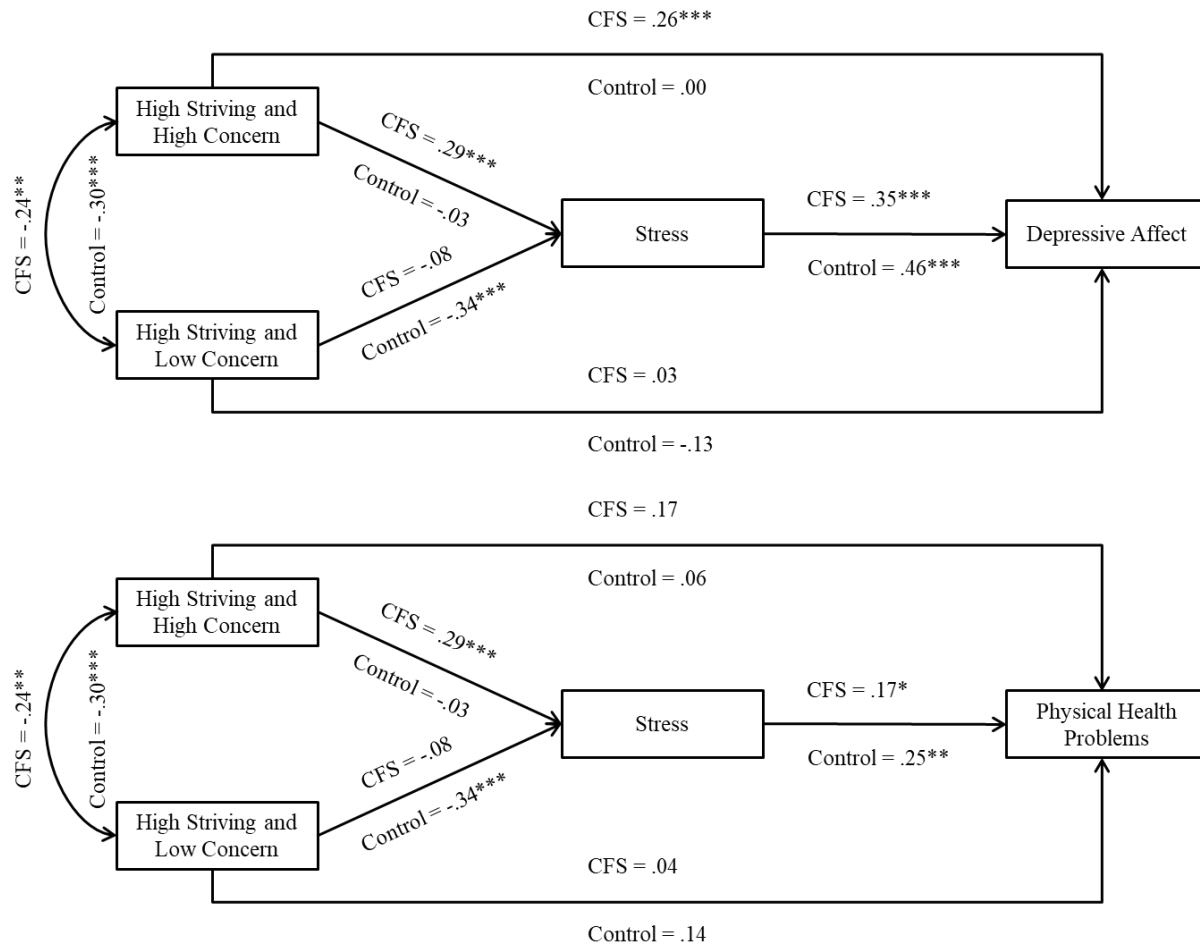 CFS = .26***
Control = .00
High Striving and
High Concern
CFS = .29***
Control = -.03
CFS = -.24**
Control = -.30***
Stress
CFS = .35***
Control = .46***
Depressive Affect
CFS = -.08
Control = -.34***
High Striving and
Low Concern
CFS = .03
Control = -.13
CFS = .17
Control = .06
High Striving and
High Concern
CFS = .29***
Control = -.03
CFS = -.24**
Control = -.30***
Stress
CFS = .17*
Control = .25**
Physical Health
Problems
CFS = -.08
Control = -.34***
High Striving and
Low Concern
CFS = .04
Control = .14